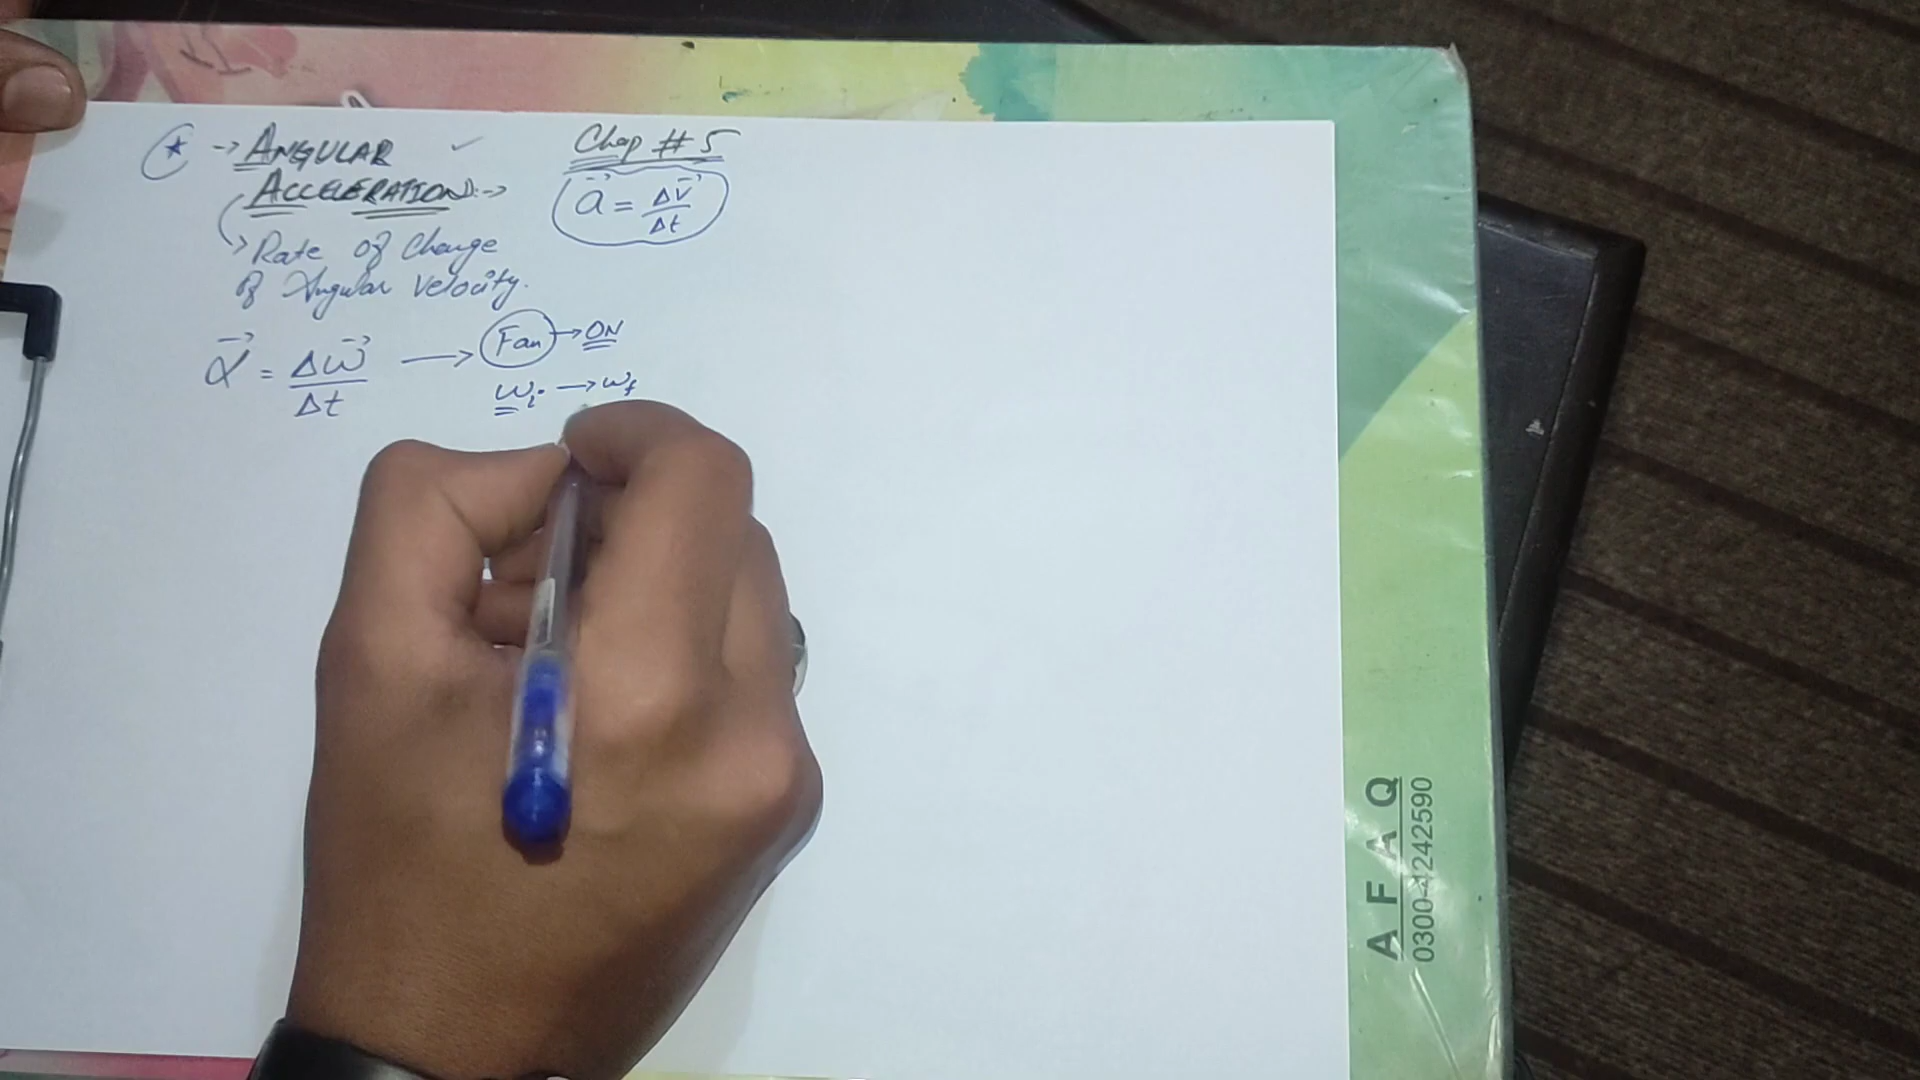 ★ → ANGULAR ✓
ACCELERATION:→
→ Rate of Change
of Angular Velocity.
α⃗ = Δω⃗ / Δt → Fan → ON
ωi → ωf
Chap # 5
a⃗ = Δv⃗ / Δt
AFAQ
0300-4242590